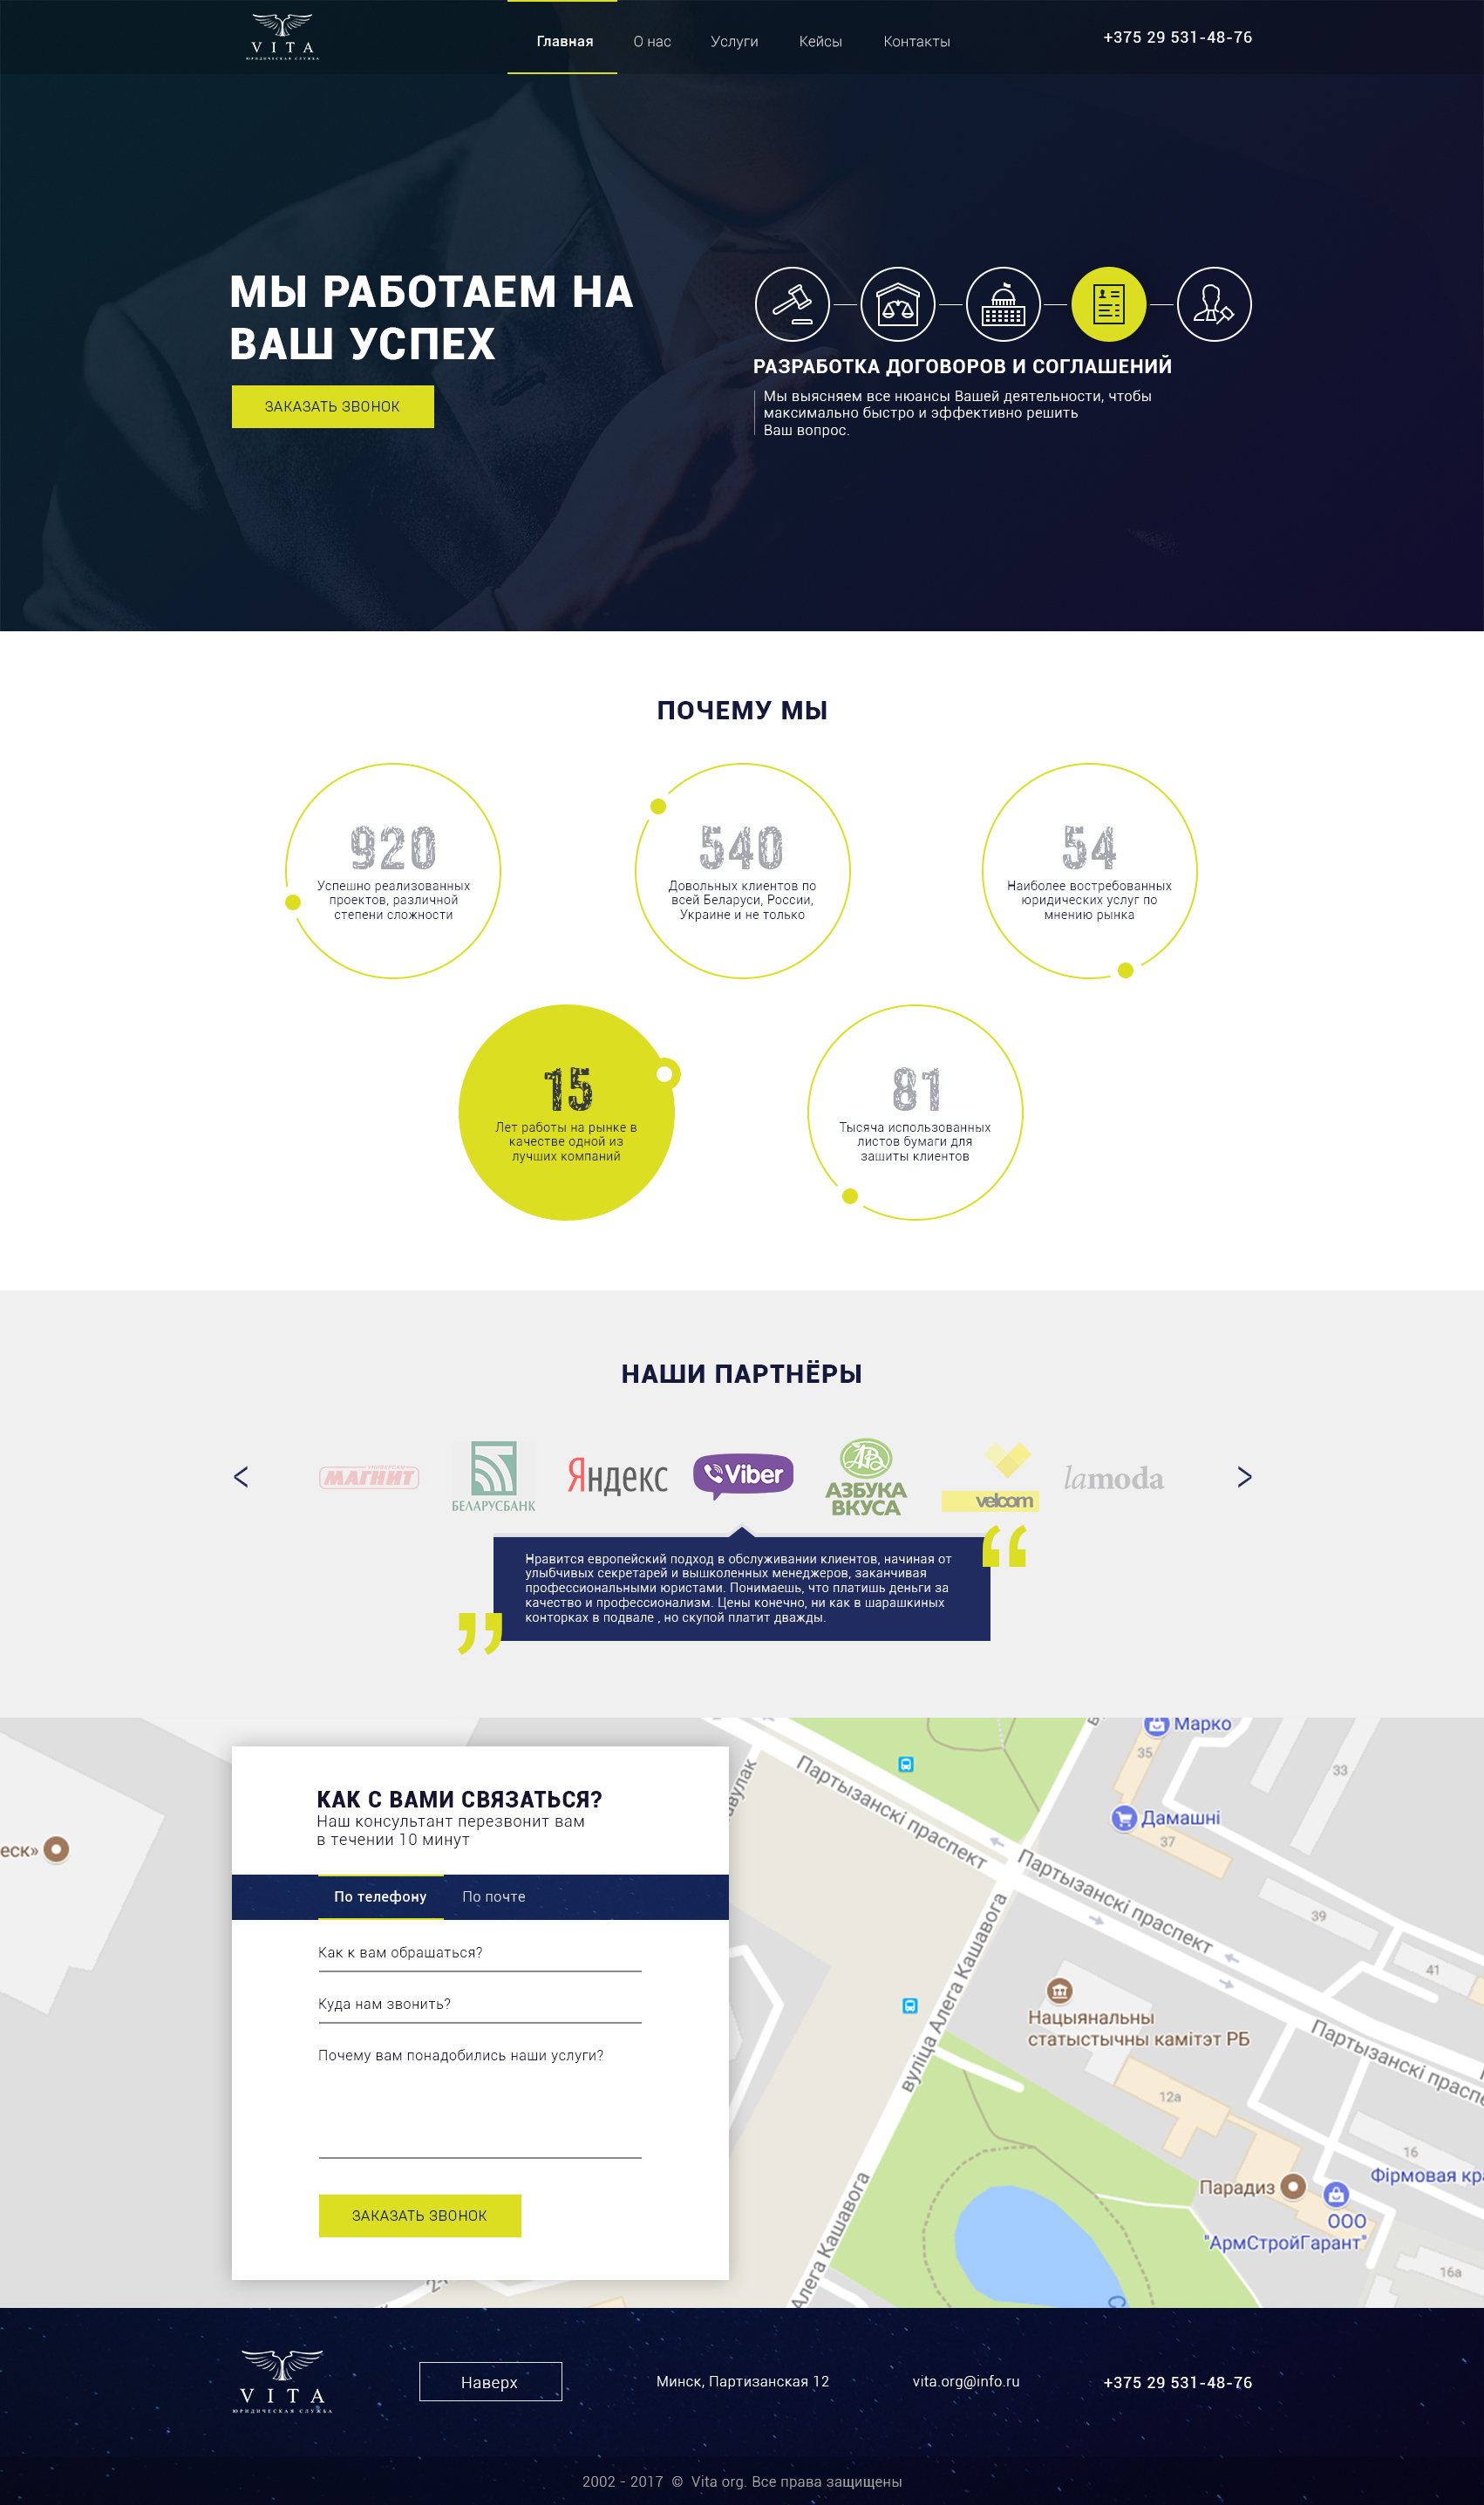 VITA
ЮРИДИЧЕСКАЯ СЛУЖБА
Главная
О нас
Услуги
Кейсы
Контакты
+375 29 531-48-76
МЫ РАБОТАЕМ НА
ВАШ УСПЕХ
ЗАКАЗАТЬ ЗВОНОК
РАЗРАБОТКА ДОГОВОРОВ И СОГЛАШЕНИЙ
Мы выясняем все нюансы Вашей деятельности, чтобы
максимально быстро и эффективно решить
Ваш вопрос.
ПОЧЕМУ МЫ
920
Успешно реализованных
проектов, различной
степени сложности
540
Довольных клиентов по
всей Беларуси, России,
Украине и не только
54
Наиболее востребованных
юридических услуг по
мнению рынка
15
Лет работы на рынке в
качестве одной из
лучших компаний
81
Тысяча использованных
листов бумаги для
защиты клиентов
НАШИ ПАРТНЁРЫ
МАГНИТ
БЕЛАРУСБАНК
Яндекс
Viber
АВ
АЗБУКА
ВКУСА
velcom
lamoda
Нравится европейский подход в обслуживании клиентов, начиная от
улыбчивых секретарей и вышколенных менеджеров, заканчивая
профессиональными юристами. Понимаешь, что платишь деньги за
качество и профессионализм. Цены конечно, ни как в шарашкиных
конторках в подвале , но скупой платит дважды.
КАК С ВАМИ СВЯЗАТЬСЯ?
Наш консультант перезвонит вам
в течении 10 минут
По телефону
По почте
Как к вам обращаться?
Куда нам звонить?
Почему вам понадобились наши услуги?
ЗАКАЗАТЬ ЗВОНОК
еск»
Марко
35
33
Дамашні
37
Партызанскі праспект
Партызанскі праспект
39
41
вуліца Алега Кашавога
Нацыянальны
статыстычны камітэт РБ
Партызанскі праспе
12а
16
Фірмовая кра
Парадиз
ООО
"АрмСтройГарант"
16а
Алега Кашавога
VITA
ЮРИДИЧЕСКАЯ СЛУЖБА
Наверх
Минск, Партизанская 12
vita.org@info.ru
+375 29 531-48-76
2002 - 2017 © Vita org. Все права защищены